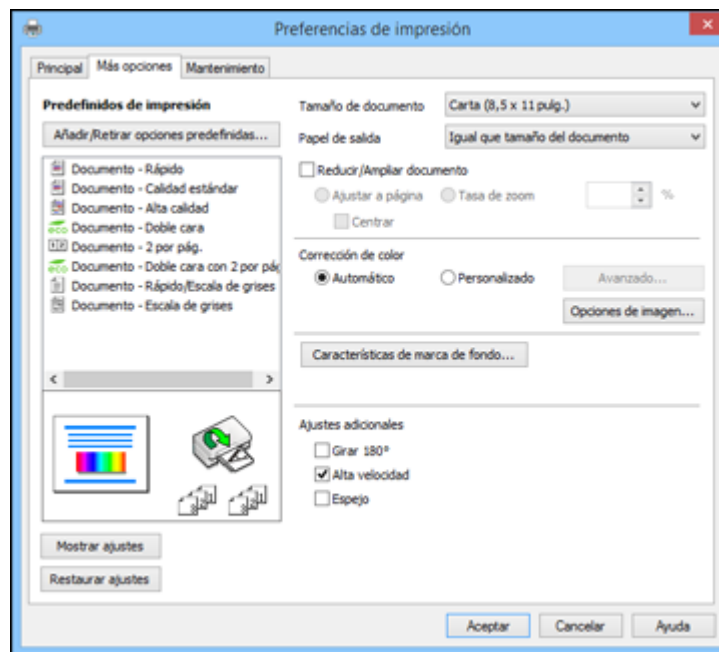 Preferencias de impresión
Principal Más opciones Mantenimiento
Predefinidos de impresión
Añadir/Retirar opciones predefinidas...
Documento - Rápido
Documento - Calidad estándar
Documento - Alta calidad
eco Documento - Doble cara
Documento - 2 por pág.
eco Documento - Doble cara con 2 por pág
Documento - Rápido/Escala de grises
Documento - Escala de grises
Mostrar ajustes
Restaurar ajustes
Tamaño de documento Carta (8,5 x 11 pulg.)
Papel de salida Igual que tamaño del documento
Reducir/Ampliar documento
Ajustar a página Tasa de zoom %
Centrar
Corrección de color
Automático Personalizado Avanzado...
Opciones de imagen...
Características de marca de fondo...
Ajustes adicionales
Girar 180º
Alta velocidad
Espejo
Aceptar Cancelar Ayuda